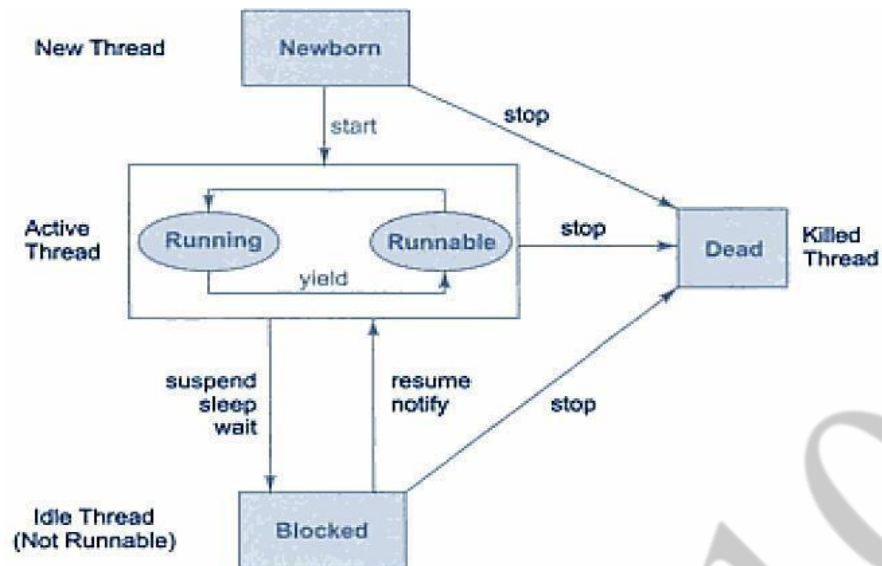 New Thread
Newborn
start
stop
Active
Thread
Running
Runnable
yield
stop
Dead
Killed
Thread
suspend
sleep
wait
resume
notify
stop
Idle Thread
(Not Runnable)
Blocked